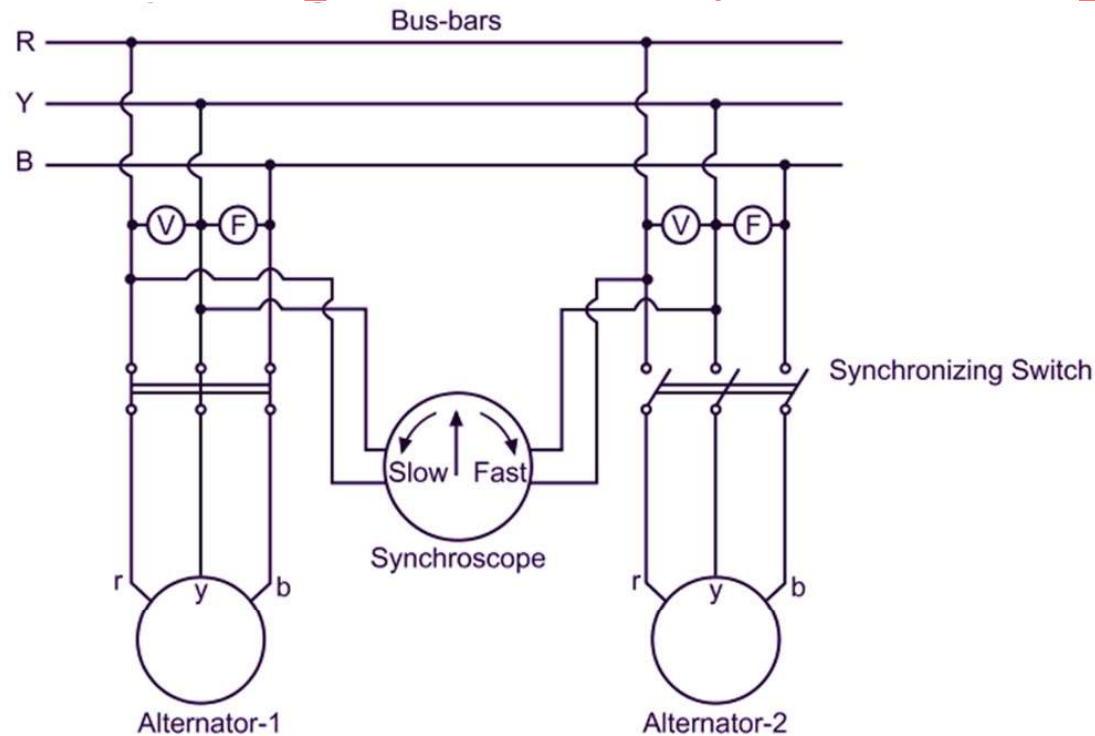 Bus-bars
R
Y
B
V F V F
Synchronizing Switch
Slow Fast
Synchroscope
r y b r y b
Alternator-1 Alternator-2